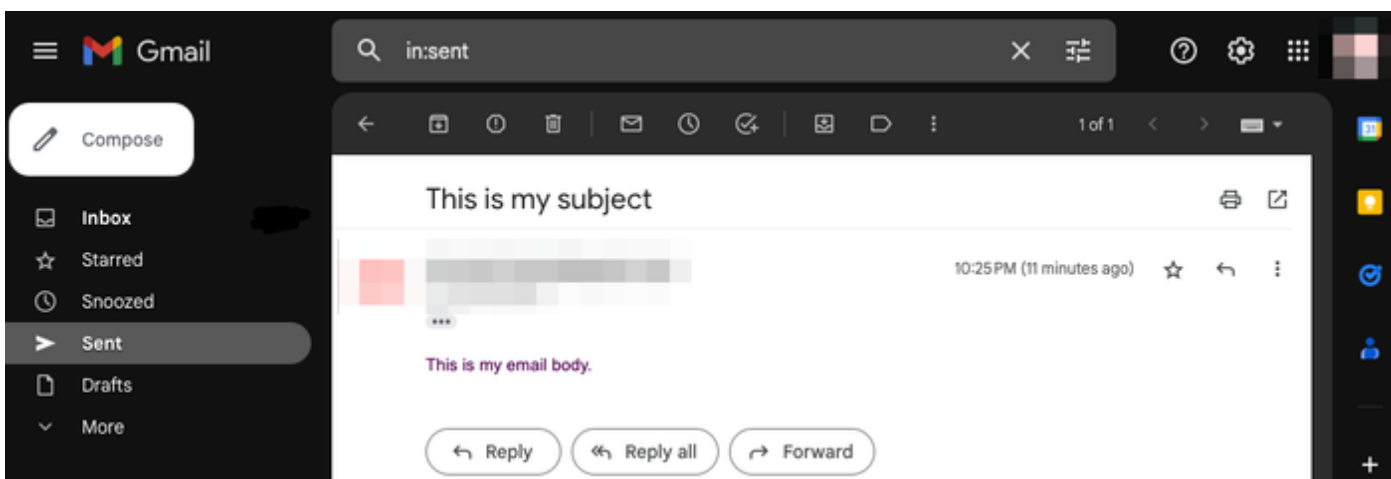 Gmail
in:sent
Compose
1 of 1
31
This is my subject
Inbox
Starred
10:25 PM (11 minutes ago)
Snoozed
Sent
This is my email body.
Drafts
More
Reply
Reply all
Forward